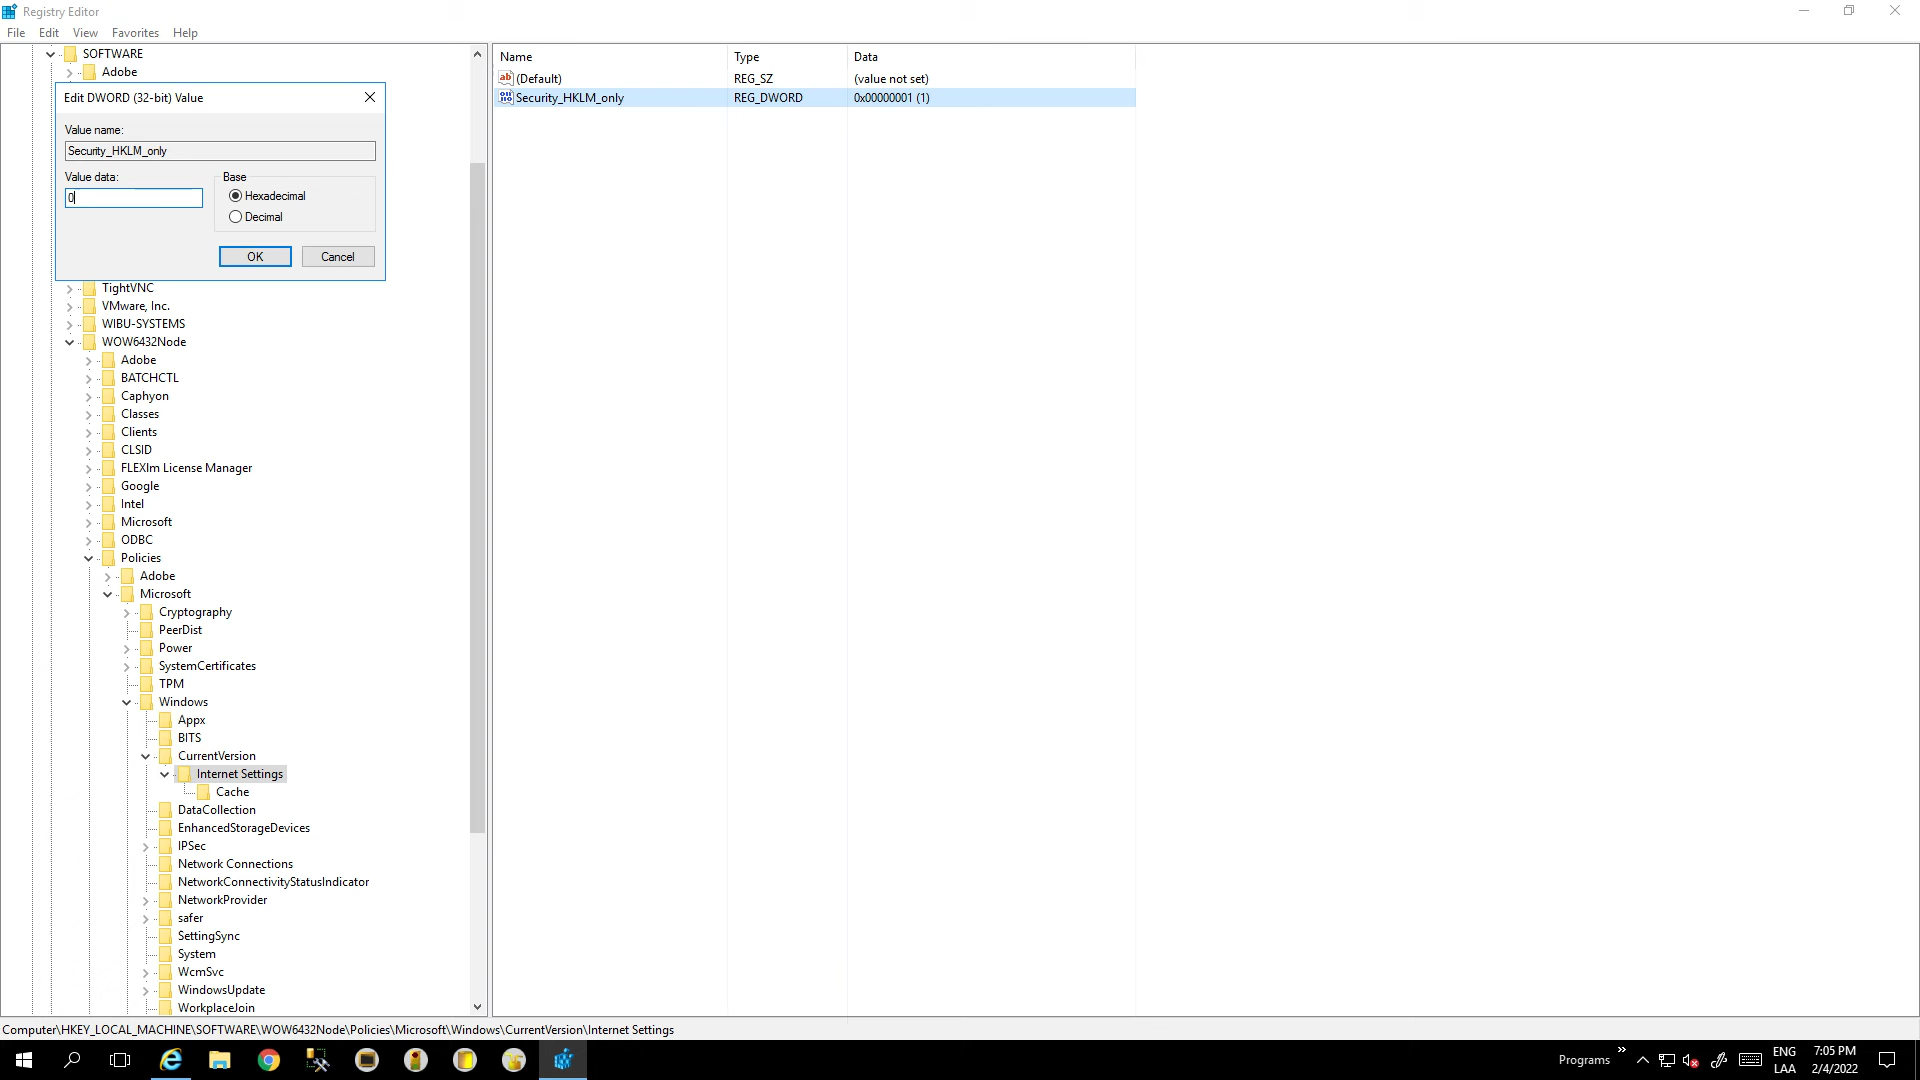 Registry Editor
File Edit View Favorites Help
SOFTWARE
Adobe
Edit DWORD (32-bit) Value
Value name:
Security_HKLM_only
Value data:
0
Base
Hexadecimal
Decimal
OK Cancel
TightVNC
VMware, Inc.
WIBU-SYSTEMS
WOW6432Node
Adobe
BATCHCTL
Caphyon
Classes
Clients
CLSID
FLEXlm License Manager
Google
Intel
Microsoft
ODBC
Policies
Adobe
Microsoft
Cryptography
PeerDist
Power
SystemCertificates
TPM
Windows
Appx
BITS
CurrentVersion
Internet Settings
Cache
DataCollection
EnhancedStorageDevices
IPSec
Network Connections
NetworkConnectivityStatusIndicator
NetworkProvider
safer
SettingSync
System
WcmSvc
WindowsUpdate
WorkplaceJoin
Name Type Data
(Default) REG_SZ (value not set)
Security_HKLM_only REG_DWORD 0x00000001 (1)
Computer\HKEY_LOCAL_MACHINE\SOFTWARE\WOW6432Node\Policies\Microsoft\Windows\CurrentVersion\Internet Settings
Programs
ENG
LAA
7:05 PM
2/4/2022